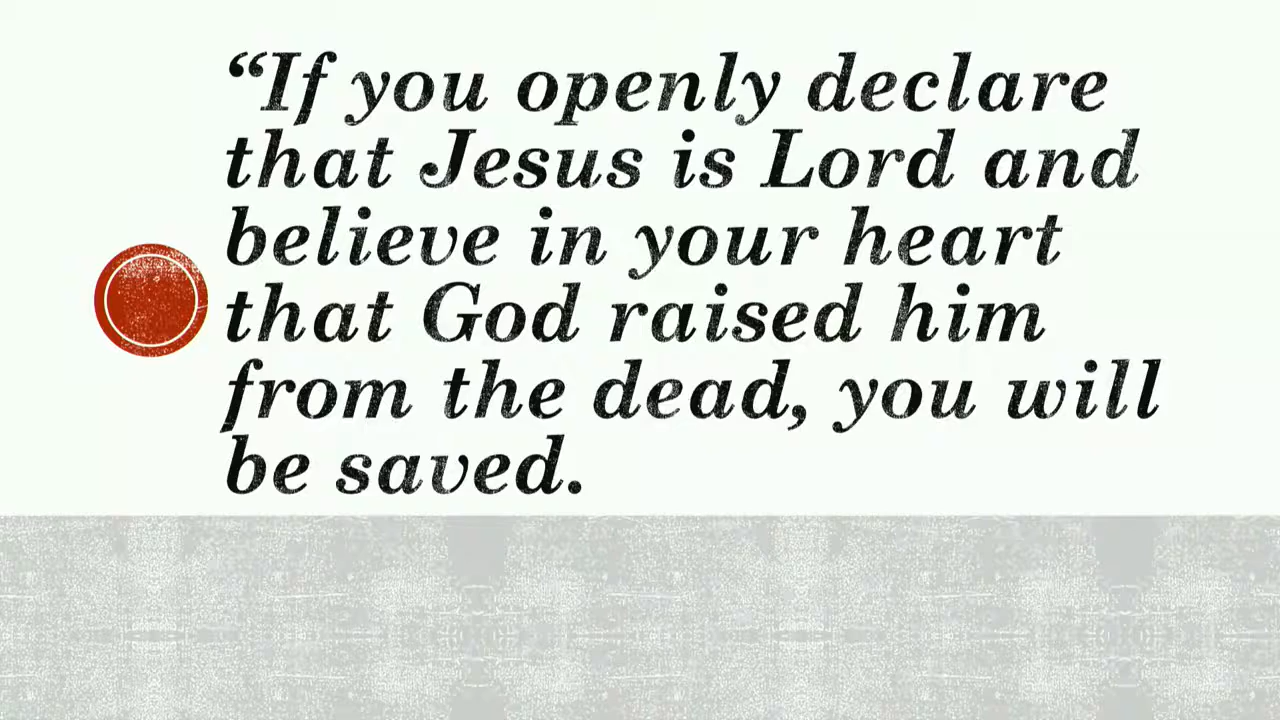 “If you openly declare
that Jesus is Lord and
believe in your heart
that God raised him
from the dead, you will
be saved.